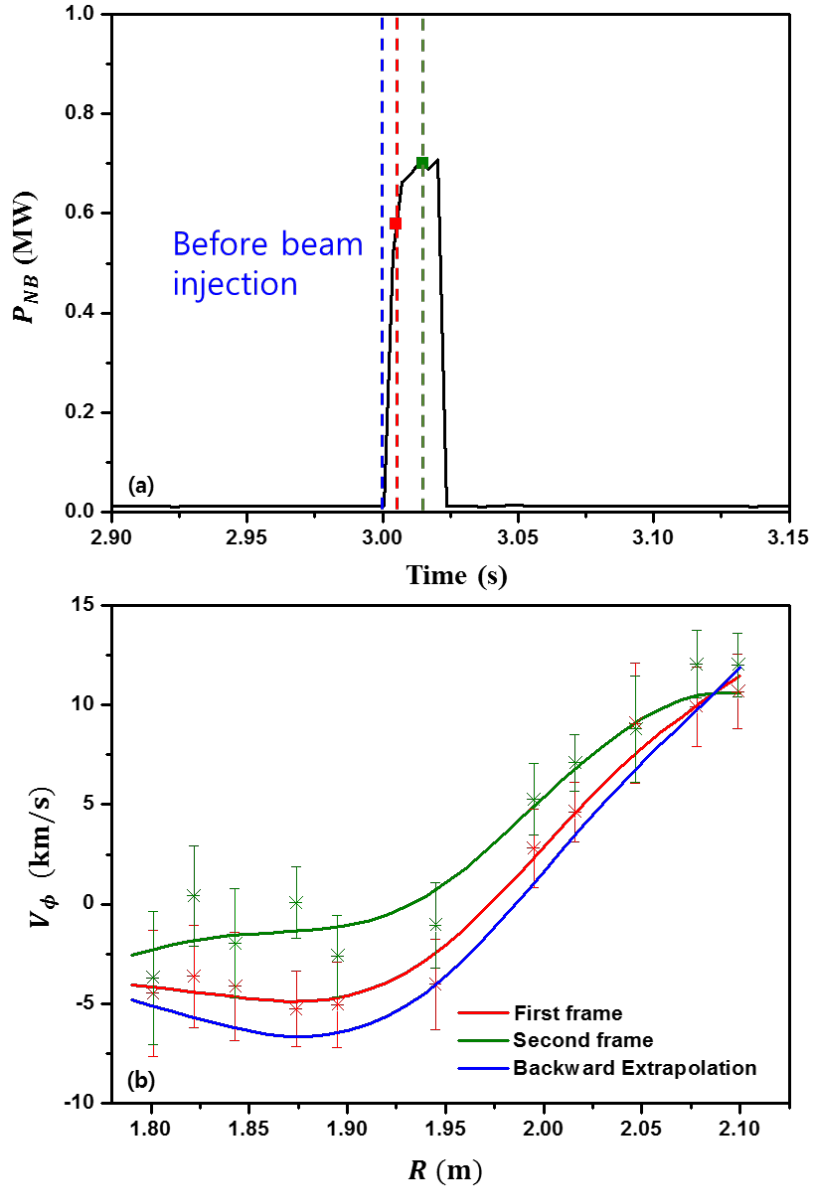 1.0
0.8
0.6
0.4
0.2
0.0
P_NB (MW)
Before beam
injection
(a)
2.90
2.95
3.00
3.05
3.10
3.15
Time (s)
15
10
5
0
-5
-10
V_ϕ (km/s)
First frame
Second frame
Backward Extrapolation
(b)
1.80
1.85
1.90
1.95
2.00
2.05
2.10
R (m)